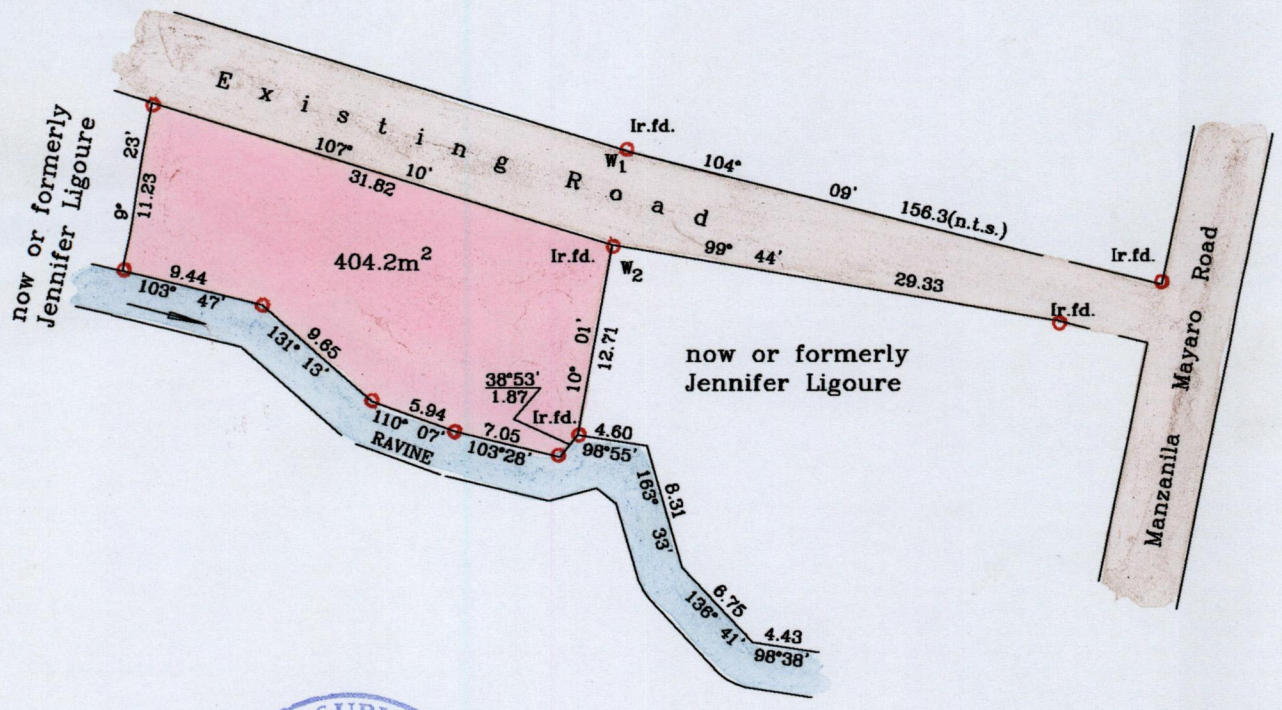 Existing Road
Ir.fd.
W1
104° 09'
156.3(n.t.s.)
Ir.fd.
now or formerly
Jennifer Ligoure
9° 23'
11.23
107° 10'
31.82
404.2m²
Ir.fd.
W2
99° 44'
29.33
Ir.fd.
Manzanila Mayaro Road
10° 01'
12.71
now or formerly
Jennifer Ligoure
9.44
103° 47'
9.65
131° 13'
5.94
110° 07'
RAVINE
7.05
103°28'
38°53'
1.87
Ir.fd.
4.60
98°55'
8.31
163° 33'
6.75
136° 41'
4.43
98°38'